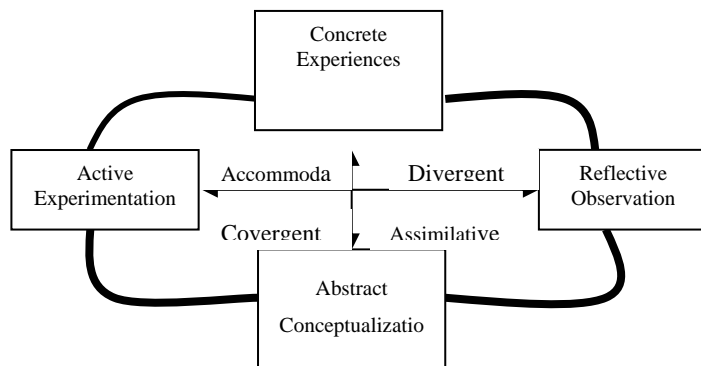 Concrete
Experiences
Active
Experimentation
Accommoda
Divergent
Reflective
Observation
Covergent
Assimilative
Abstract
Conceptualizatio